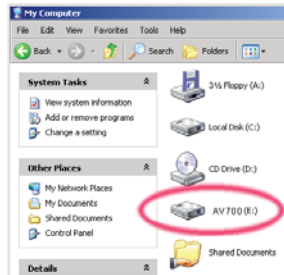 My Computer
File Edit View Favorites Tools Help
Back Search Folders
System Tasks
View system information
Add or remove programs
Change a setting
Other Places
My Network Places
My Documents
Shared Documents
Control Panel
Details
3½ Floppy (A:)
Local Disk (C:)
CD Drive (D:)
AV700 (E:)
Shared Documents